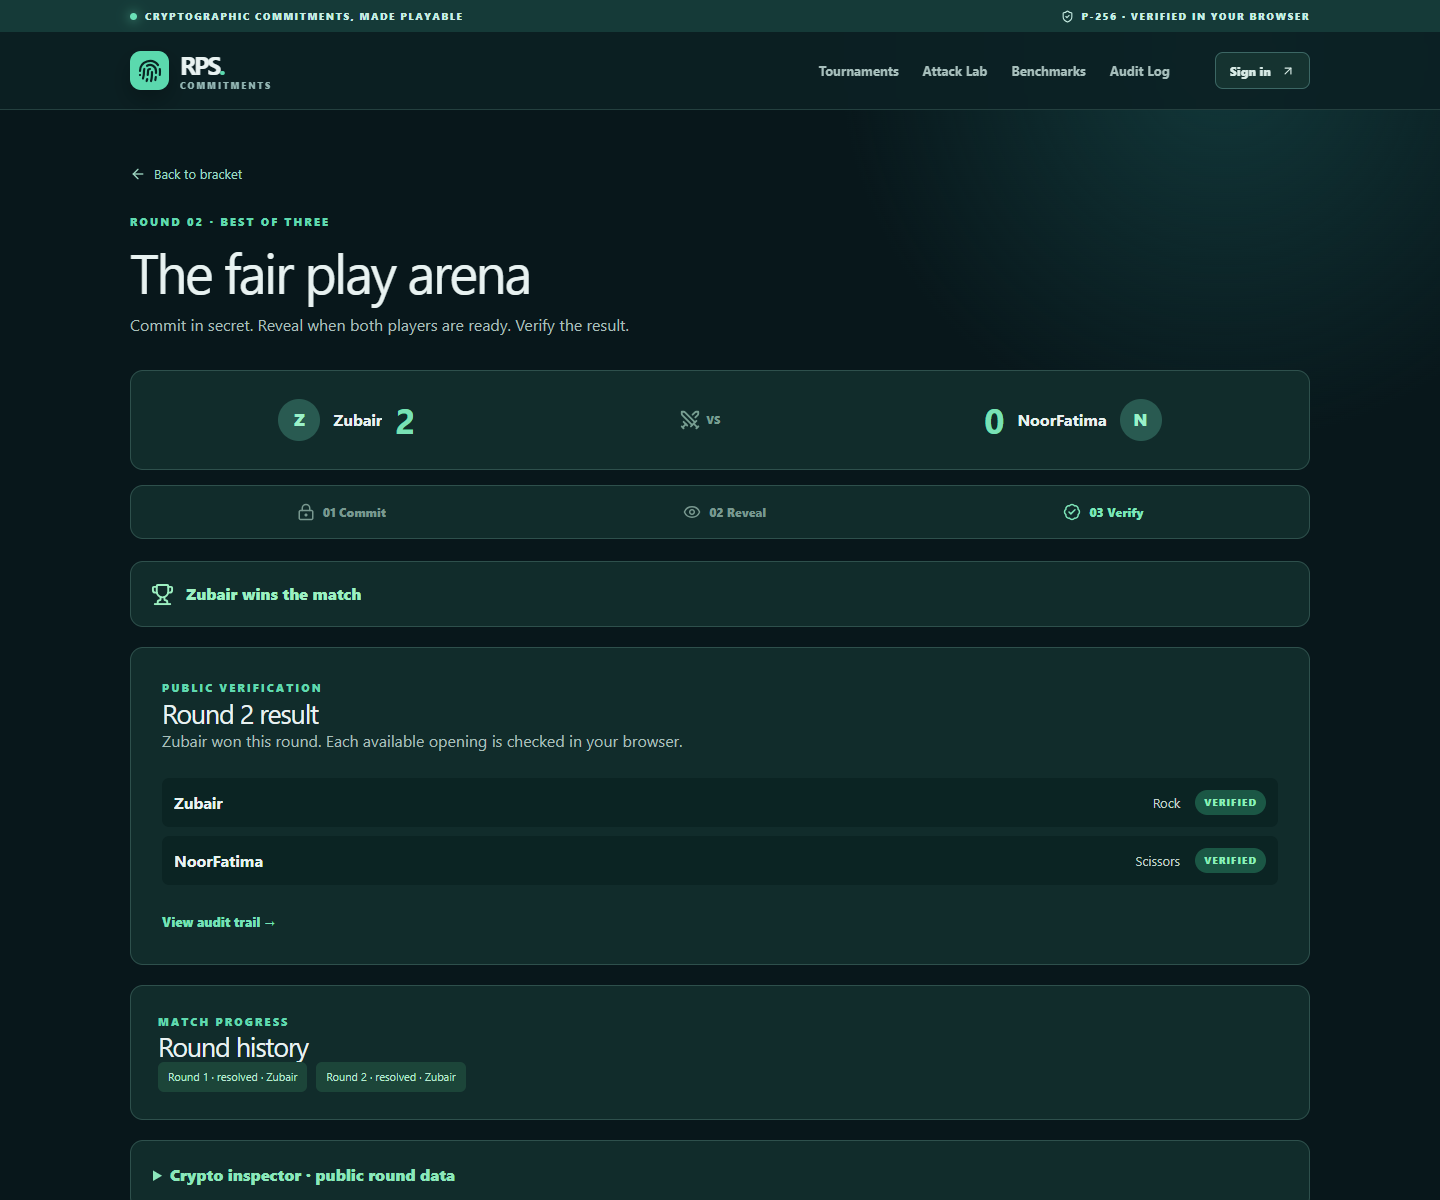 CRYPTOGRAPHIC COMMITMENTS, MADE PLAYABLE
P-256 · VERIFIED IN YOUR BROWSER
RPS.
COMMITMENTS
Tournaments
Attack Lab
Benchmarks
Audit Log
Sign in
Back to bracket
ROUND 02 · BEST OF THREE
The fair play arena
Commit in secret. Reveal when both players are ready. Verify the result.
Z Zubair 2
VS
0 NoorFatima N
01 Commit
02 Reveal
03 Verify
Zubair wins the match
PUBLIC VERIFICATION
Round 2 result
Zubair won this round. Each available opening is checked in your browser.
Zubair Rock VERIFIED
NoorFatima Scissors VERIFIED
View audit trail →
MATCH PROGRESS
Round history
Round 1 · resolved · Zubair
Round 2 · resolved · Zubair
Crypto inspector · public round data